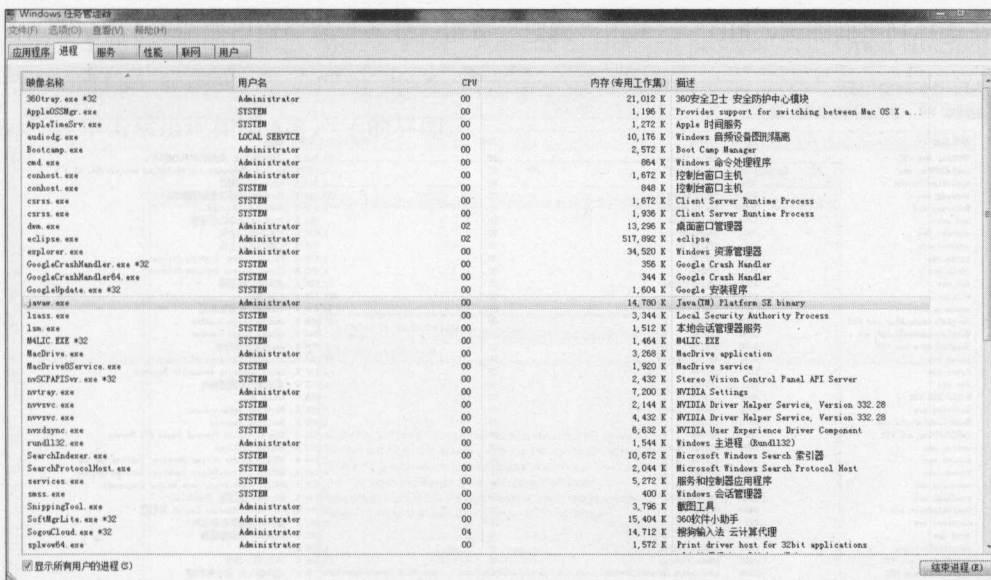 Windows 任务管理器
文件(F) 选项(O) 查看(V) 帮助(H)
应用程序 进程 服务 性能 联网 用户
映像名称 用户名 CPU 内存(专用工作集) 描述
360tray.exe *32 Administrator 00 21,012 K 360安全卫士 安全防护中心模块
AppleOSSMgr.exe SYSTEM 00 1,196 K Provides support for switching between Mac OS X a...
AppleTimeSrv.exe SYSTEM 00 1,272 K Apple 时间服务
audiodg.exe LOCAL SERVICE 00 10,176 K Windows 音频设备图形隔离
Bootcamp.exe Administrator 00 2,572 K Boot Camp Manager
cmd.exe Administrator 00 864 K Windows 命令处理程序
conhost.exe Administrator 00 1,672 K 控制台窗口主机
conhost.exe SYSTEM 00 848 K 控制台窗口主机
csrss.exe SYSTEM 00 1,672 K Client Server Runtime Process
csrss.exe SYSTEM 00 1,936 K Client Server Runtime Process
dwm.exe Administrator 02 13,296 K 桌面窗口管理器
eclipse.exe Administrator 02 517,892 K eclipse
explorer.exe Administrator 00 34,520 K Windows 资源管理器
GoogleCrashHandler.exe *32 SYSTEM 00 356 K Google Crash Handler
GoogleCrashHandler64.exe SYSTEM 00 344 K Google Crash Handler
GoogleUpdate.exe *32 SYSTEM 00 1,604 K Google 安装程序
javaw.exe Administrator 00 14,780 K Java(TM) Platform SE binary
lsass.exe SYSTEM 00 3,344 K Local Security Authority Process
lsm.exe SYSTEM 00 1,512 K 本地会话管理器服务
M4LIC.EXE *32 SYSTEM 00 1,464 K M4LIC.EXE
MacDrive.exe Administrator 00 3,268 K MacDrive application
MacDrive8Service.exe SYSTEM 00 1,920 K MacDrive service
nvSCPAPISvr.exe *32 SYSTEM 00 2,432 K Stereo Vision Control Panel API Server
nvtray.exe Administrator 00 7,200 K NVIDIA Settings
nvvsvc.exe SYSTEM 00 2,144 K NVIDIA Driver Helper Service, Version 332.28
nvvsvc.exe SYSTEM 00 4,432 K NVIDIA Driver Helper Service, Version 332.28
nvxdsync.exe SYSTEM 00 6,632 K NVIDIA User Experience Driver Component
rundll32.exe Administrator 00 1,544 K Windows 主进程 (Rundll32)
SearchIndexer.exe SYSTEM 00 10,672 K Microsoft Windows Search 索引器
SearchProtocolHost.exe SYSTEM 00 2,044 K Microsoft Windows Search Protocol Host
services.exe SYSTEM 00 5,272 K 服务和控制器应用程序
smss.exe SYSTEM 00 400 K Windows 会话管理器
SnippingTool.exe Administrator 00 3,796 K 截图工具
SoftMgrLite.exe *32 Administrator 00 15,404 K 360软件小助手
SogouCloud.exe *32 Administrator 04 14,712 K 搜狗输入法 云计算代理
splwow64.exe Administrator 00 1,572 K Print driver host for 32bit applications
显示所有用户的进程(S) 结束进程(E)